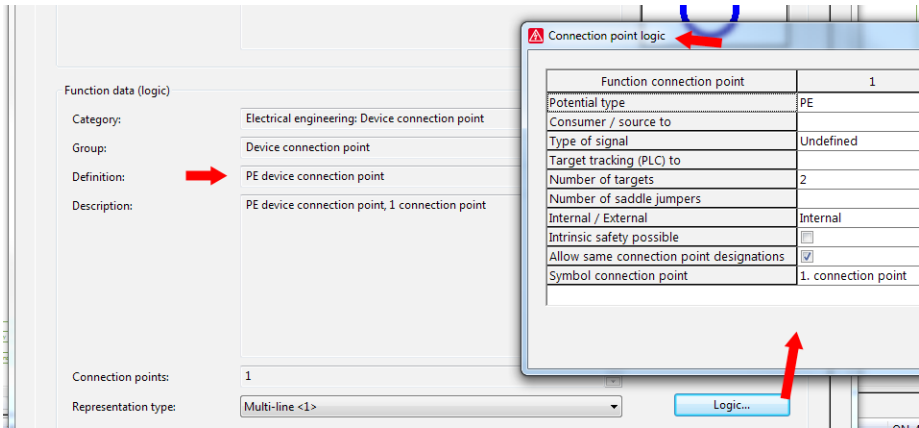 Function data (logic)
Category: Electrical engineering: Device connection point
Group: Device connection point
Definition: PE device connection point
Description: PE device connection point, 1 connection point
Connection points: 1
Representation type: Multi-line <1>
Logic...
Connection point logic
Function connection point 1
Potential type PE
Consumer / source to
Type of signal Undefined
Target tracking (PLC) to
Number of targets 2
Number of saddle jumpers
Internal / External Internal
Intrinsic safety possible
Allow same connection point designations
Symbol connection point 1. connection point